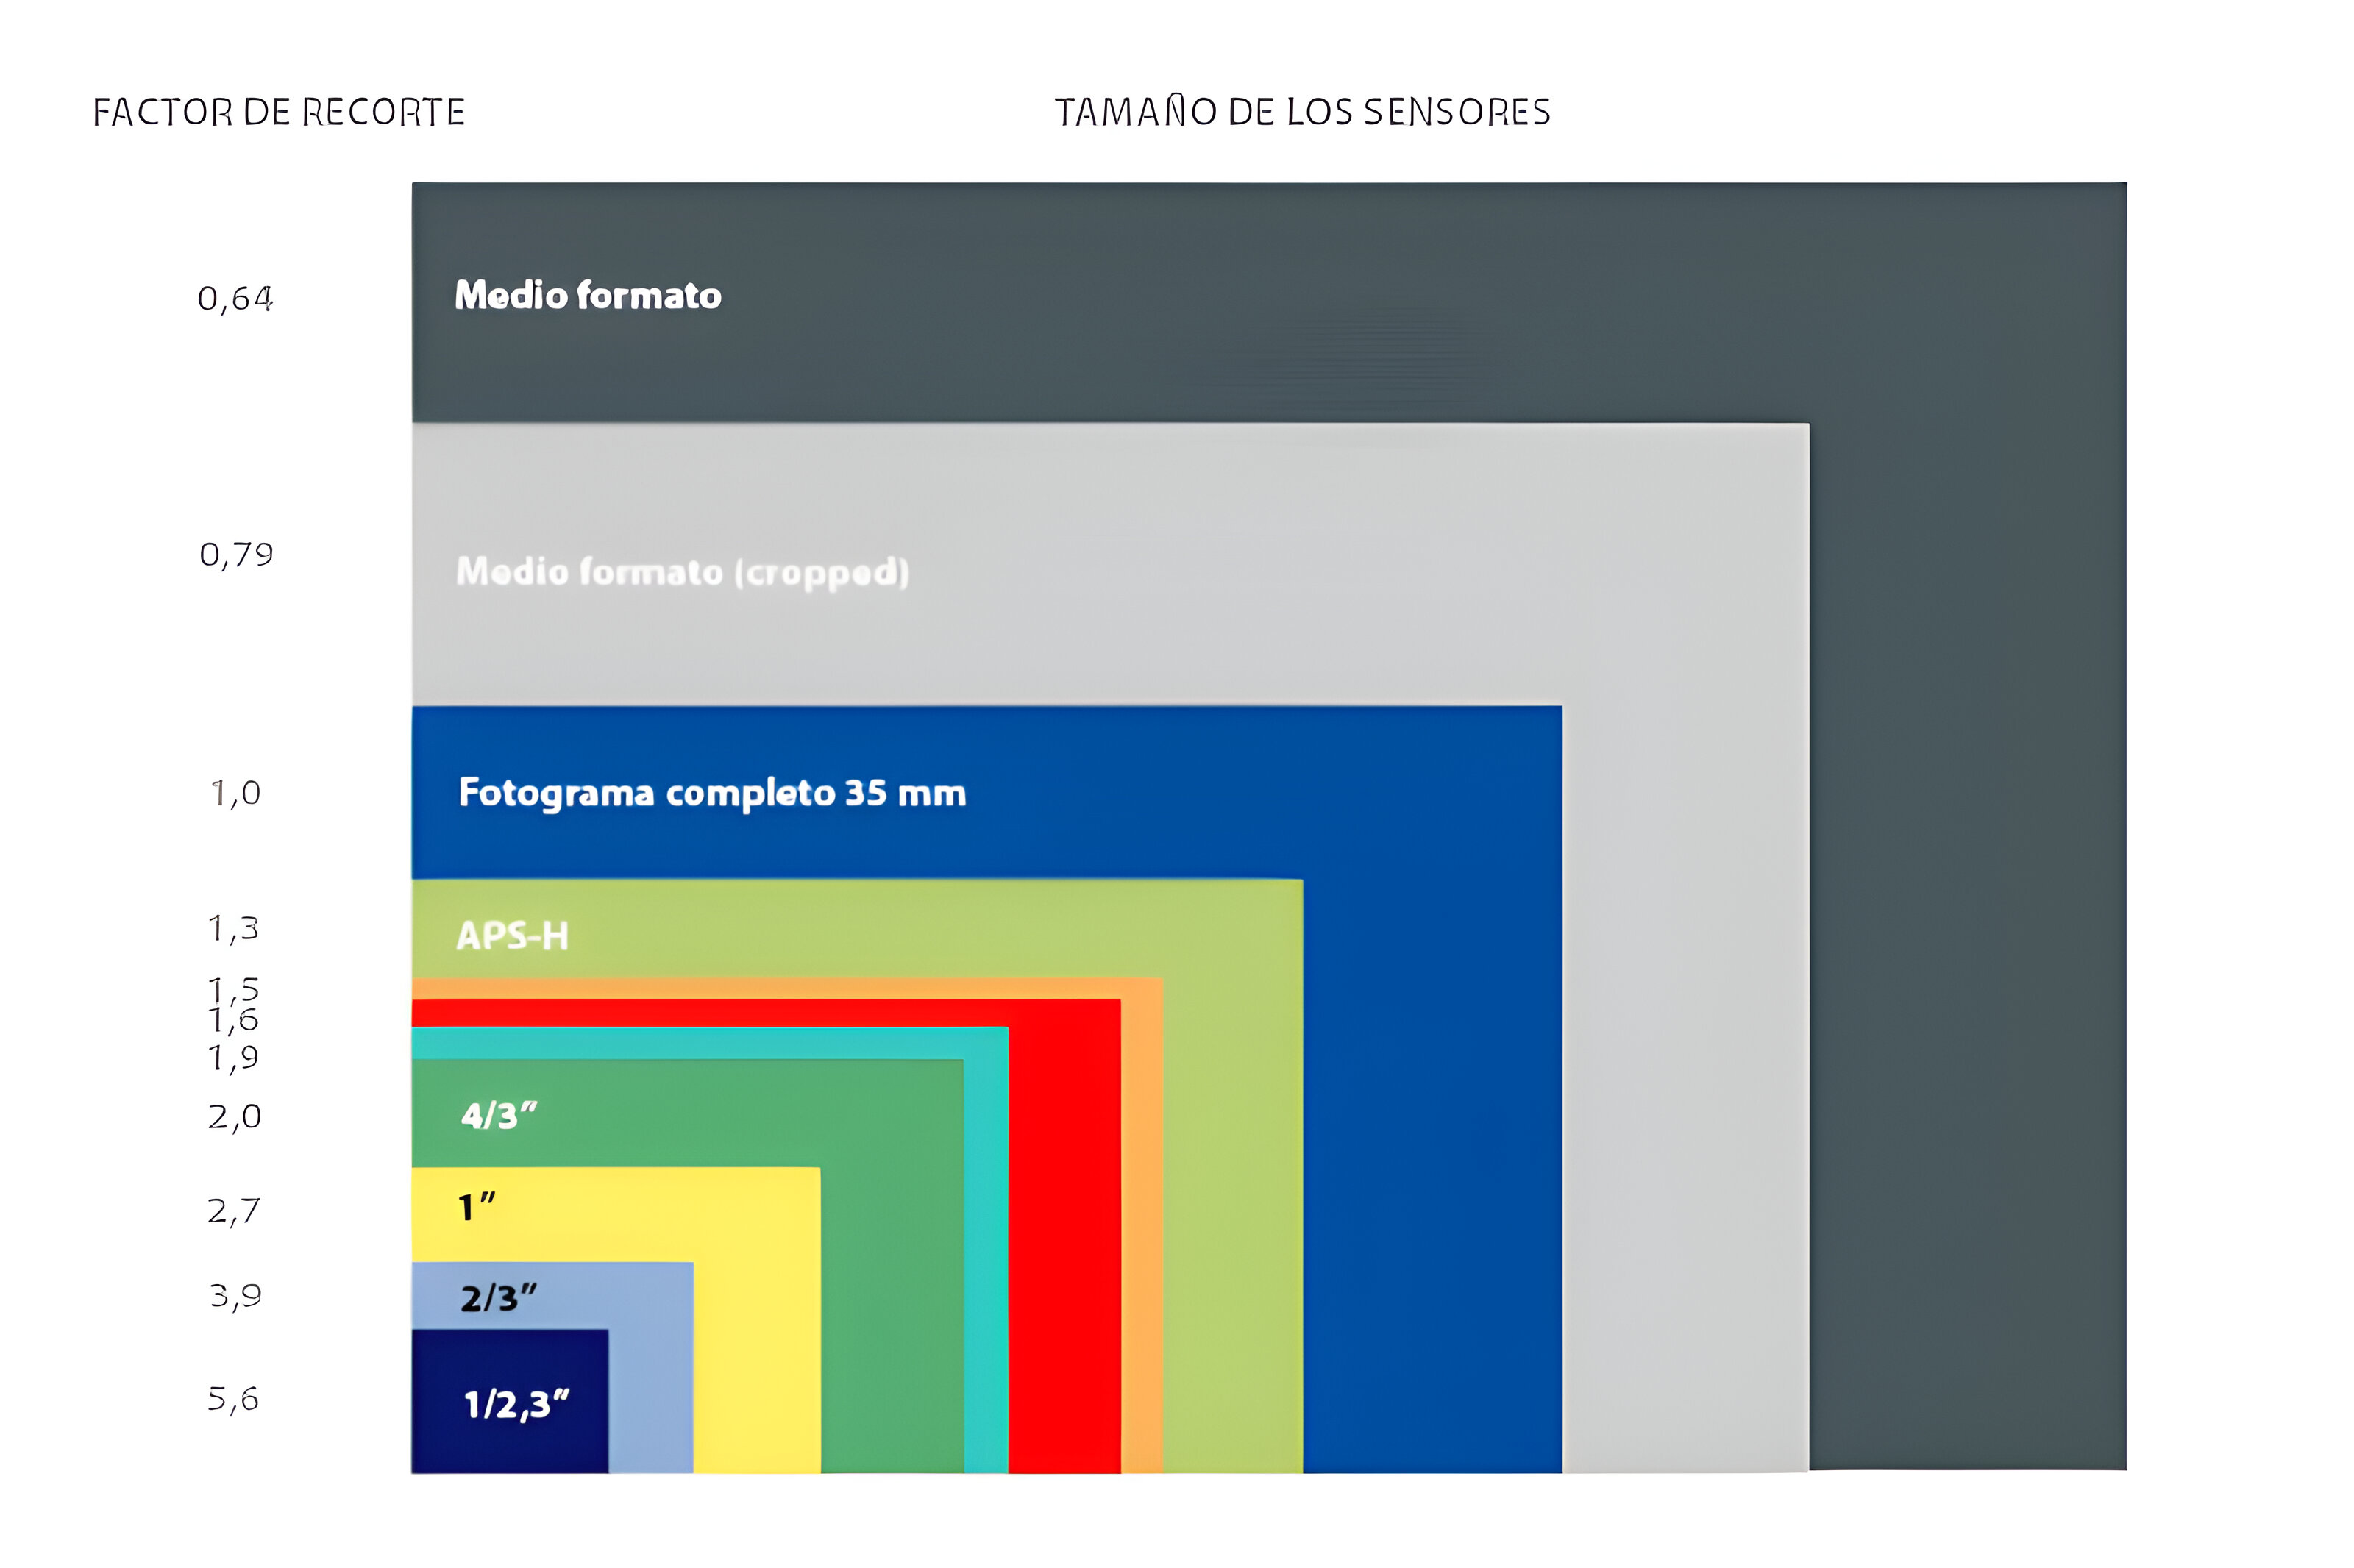 FACTOR DE RECORTE TAMAÑO DE LOS SENSORES
0,64 Medio formato
0,79 Medio formato (cropped)
1,0 Fotograma completo 35 mm
1,3 APS-H
1,5
1,6
1,9
2,0 4/3"
2,7 1"
3,9 2/3"
5,6 1/2,3"